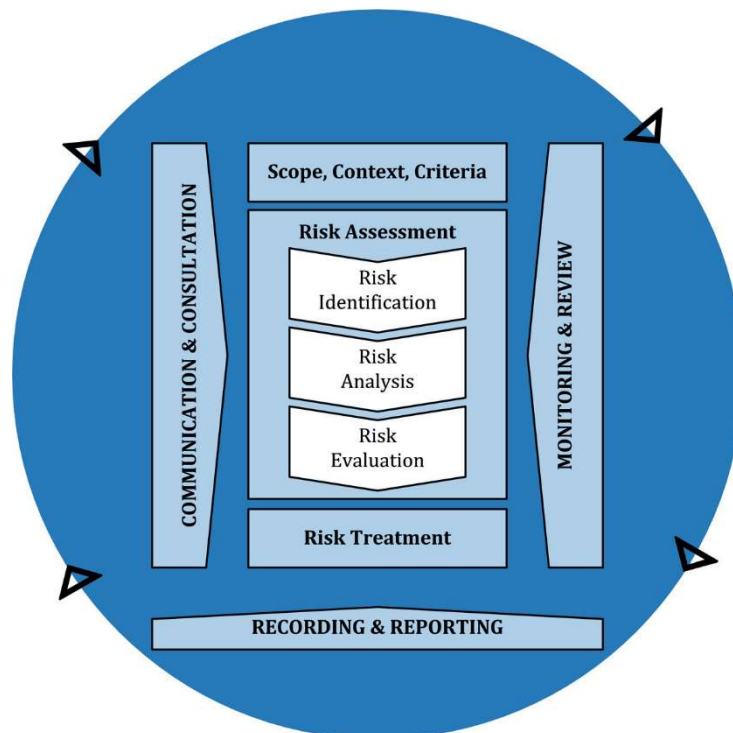 Scope, Context, Criteria
COMMUNICATION & CONSULTATION
Risk Assessment
Risk
Identification
Risk
Analysis
Risk
Evaluation
MONITORING & REVIEW
Risk Treatment
RECORDING & REPORTING